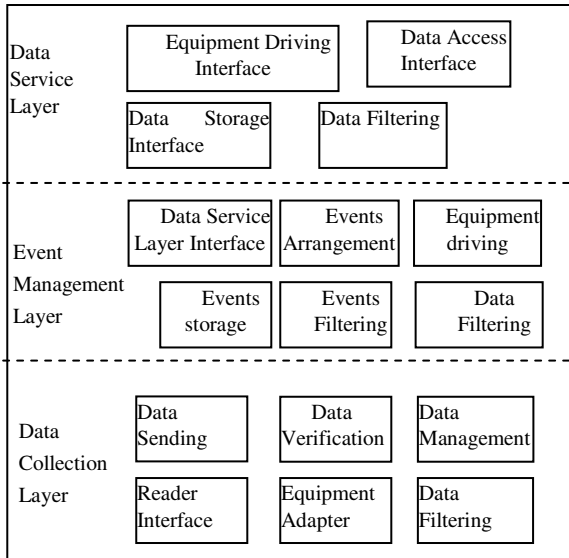 Data
Service
Layer
Equipment Driving
Interface
Data Access
Interface
Data Storage
Interface
Data Filtering
Event
Management
Layer
Data Service
Layer Interface
Events
Arrangement
Equipment
driving
Events
storage
Events
Filtering
Data
Filtering
Data
Collection
Layer
Data
Sending
Data
Verification
Data
Management
Reader
Interface
Equipment
Adapter
Data
Filtering